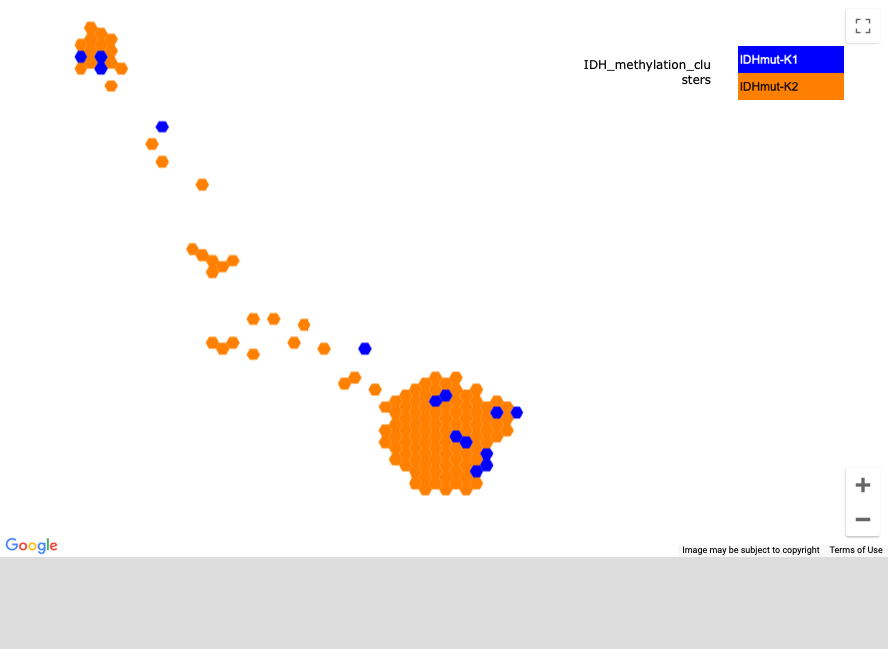 IDH_methylation_clu
sters
IDHmut-K1
IDHmut-K2
Google
Image may be subject to copyright
Terms of Use